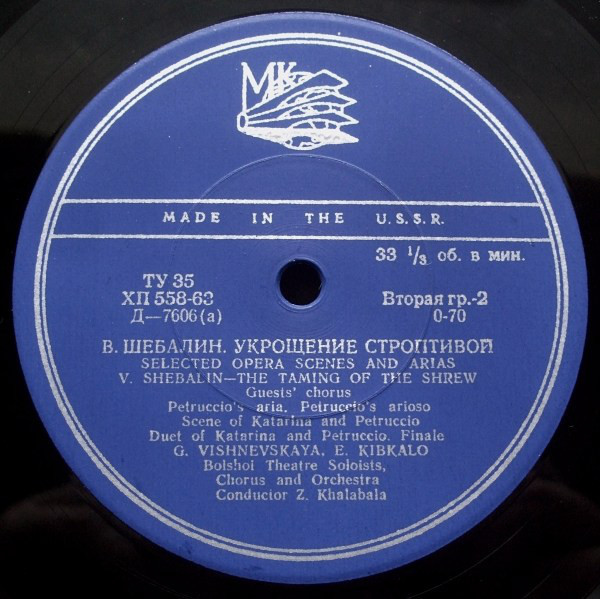 МК
MADE IN THE U.S.S.R.
33 1/3 об. в мин.
ТУ 35
ХП 558-63
Д—7606(а)
Вторая гр.-2
0-70
В. ШЕБАЛИН. УКРОЩЕНИЕ СТРОПТИВОЙ
SELECTED OPERA SCENES AND ARIAS
V. SHEBALIN—THE TAMING OF THE SHREW
Guests' chorus
Petruccio's aria. Petruccio's arioso
Scene of Katarina and Petruccio
Duet of Katarina and Petruccio. Finale
G. VISHNEVSKAYA, E. KIBKALO
Bolshoi Theatre Soloists,
Chorus and Orchestra
Conductor Z. Khalabala